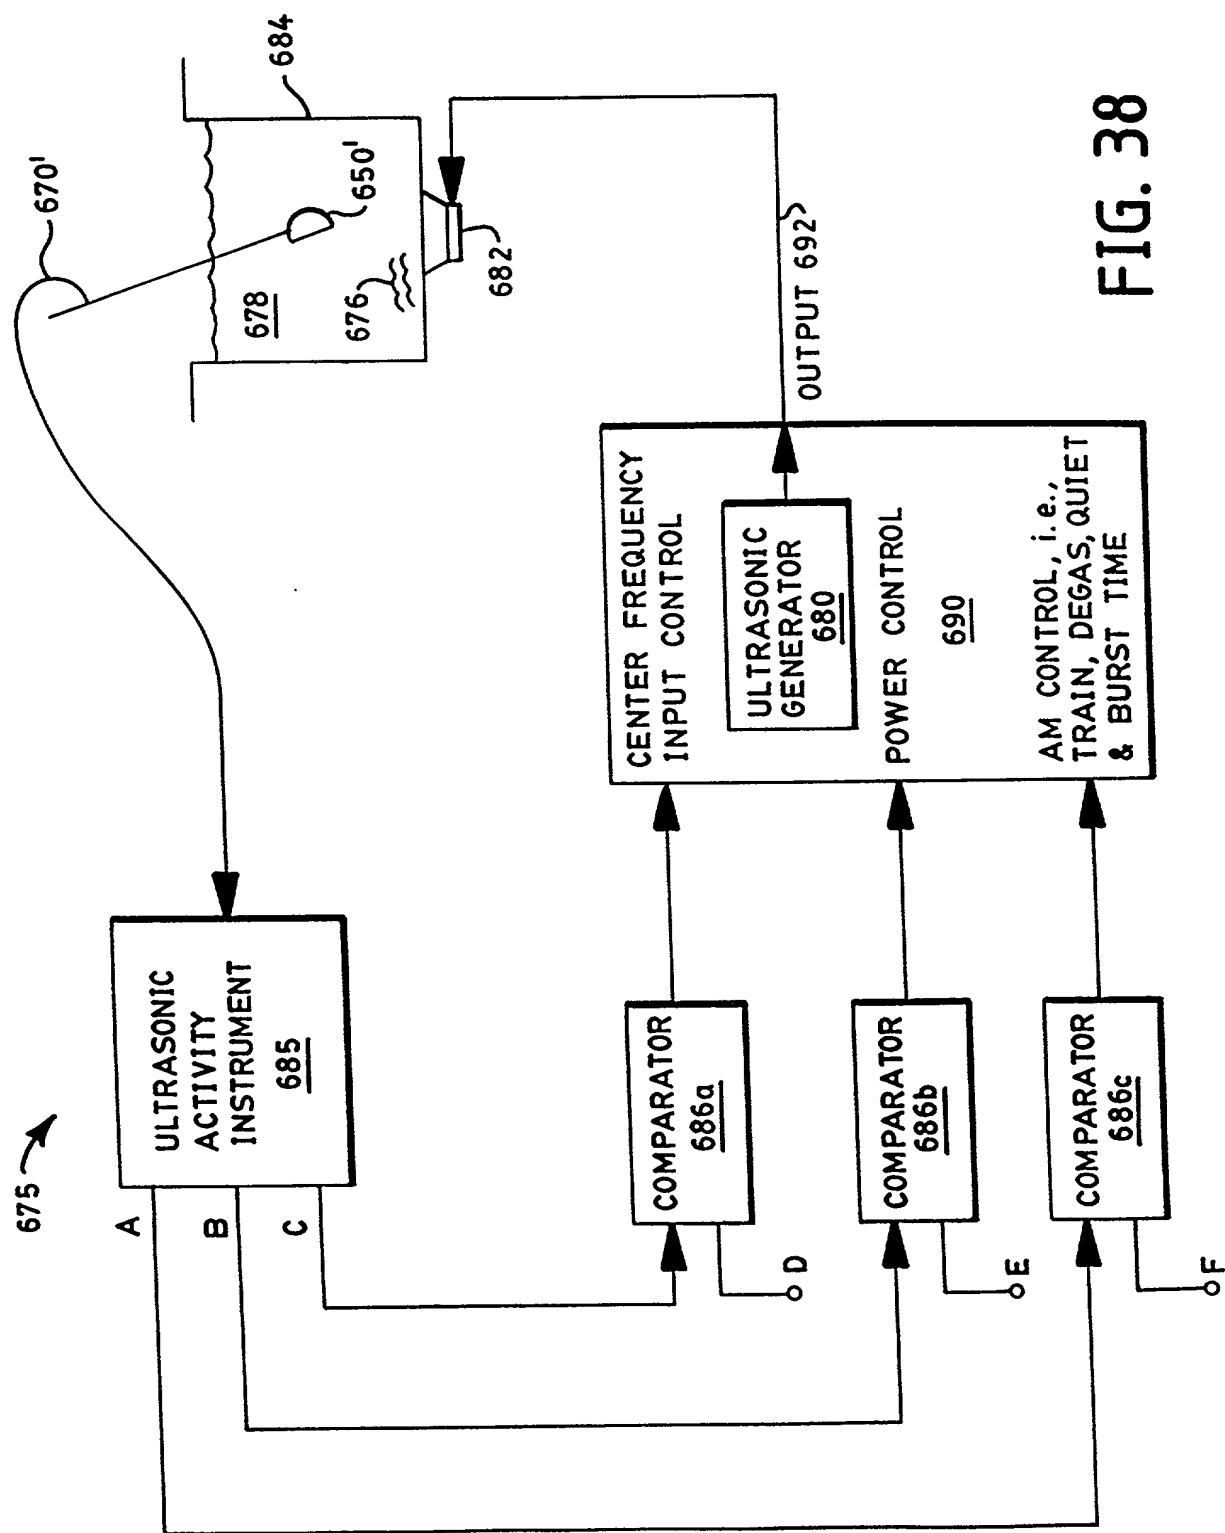 675
ULTRASONIC
ACTIVITY
INSTRUMENT
685
A
B
C
670'
684
678
650'
676
682
COMPARATOR
686a
D
COMPARATOR
686b
E
COMPARATOR
686c
F
CENTER FREQUENCY
INPUT CONTROL
ULTRASONIC
GENERATOR
680
POWER CONTROL
690
AM CONTROL, i.e.,
TRAIN, DEGAS, QUIET
& BURST TIME
OUTPUT 692
FIG. 38